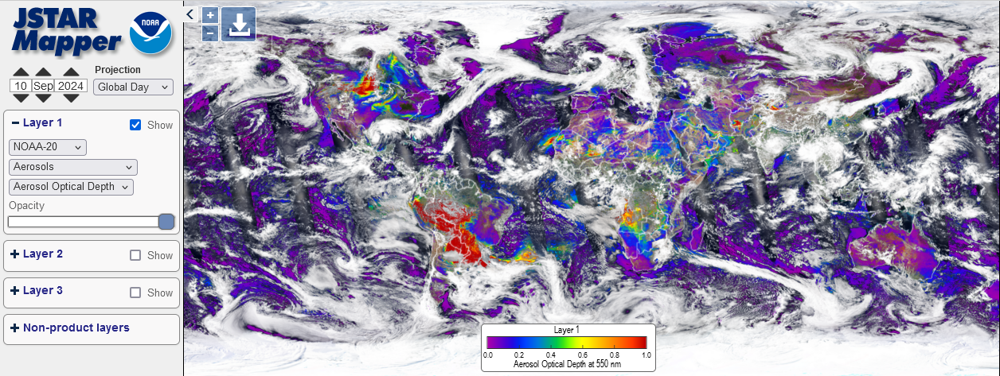 JSTAR
Mapper
NOAA
Projection
10 Sep 2024 Global Day
Layer 1 Show
NOAA-20
Aerosols
Aerosol Optical Depth
Opacity
Layer 2 Show
Layer 3 Show
Non-product layers
Layer 1
0.0 0.2 0.4 0.6 0.8 1.0
Aerosol Optical Depth at 550 nm